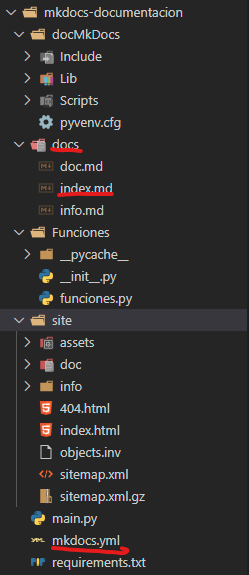 mkdocs-documentacion
docMkDocs
Include
Lib
Scripts
pyvenv.cfg
docs
doc.md
index.md
info.md
Funciones
__pycache__
__init__.py
funciones.py
site
assets
doc
info
404.html
index.html
objects.inv
sitemap.xml
sitemap.xml.gz
main.py
mkdocs.yml
requirements.txt